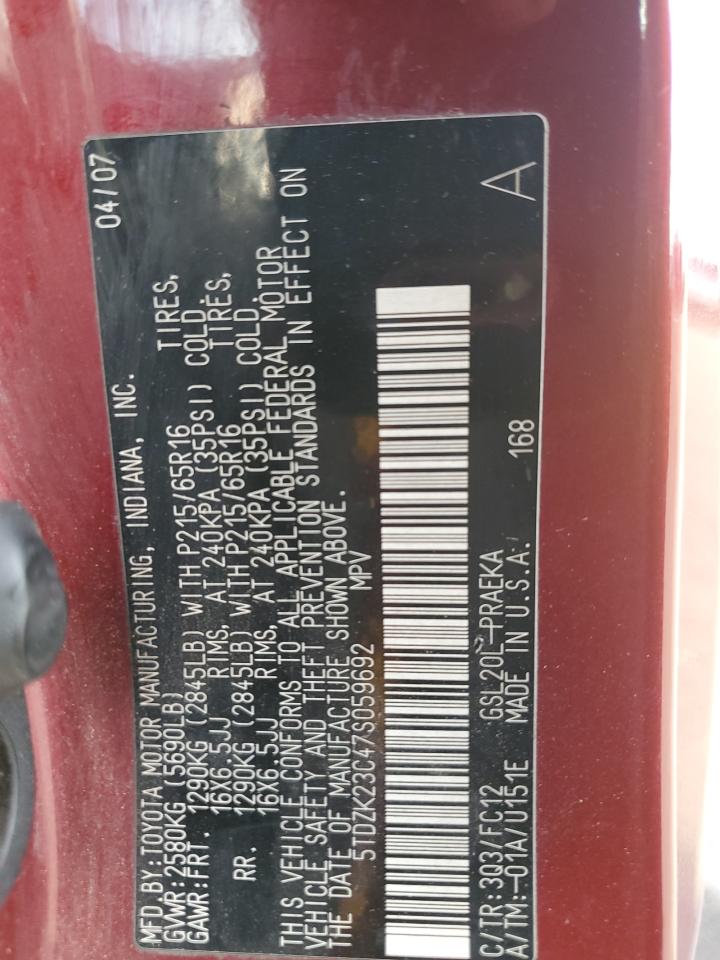 MFD.BY:TOYOTA MOTOR MANUFACTURING, INDIANA, INC. 04/07
GVWR:2580KG (5690LB)
GAWR:FRT. 1290KG (2845LB) WITH P215/65R16 TIRES,
16X6.5JJ RIMS, AT 240KPA (35PSI) COLD.
RR. 1290KG (2845LB) WITH P215/65R16 TIRES,
16X6.5JJ RIMS, AT 240KPA (35PSI) COLD.
THIS VEHICLE CONFORMS TO ALL APPLICABLE FEDERAL MOTOR
VEHICLE SAFETY AND THEFT PREVENTION STANDARDS IN EFFECT ON
THE DATE OF MANUFACTURE SHOWN ABOVE.
5TDZK23C47S059692 MPV
C/TR:3Q3/FC12 GSL20L-PRAEKA A
A/TM:-01A/U151E MADE IN U.S.A. 168